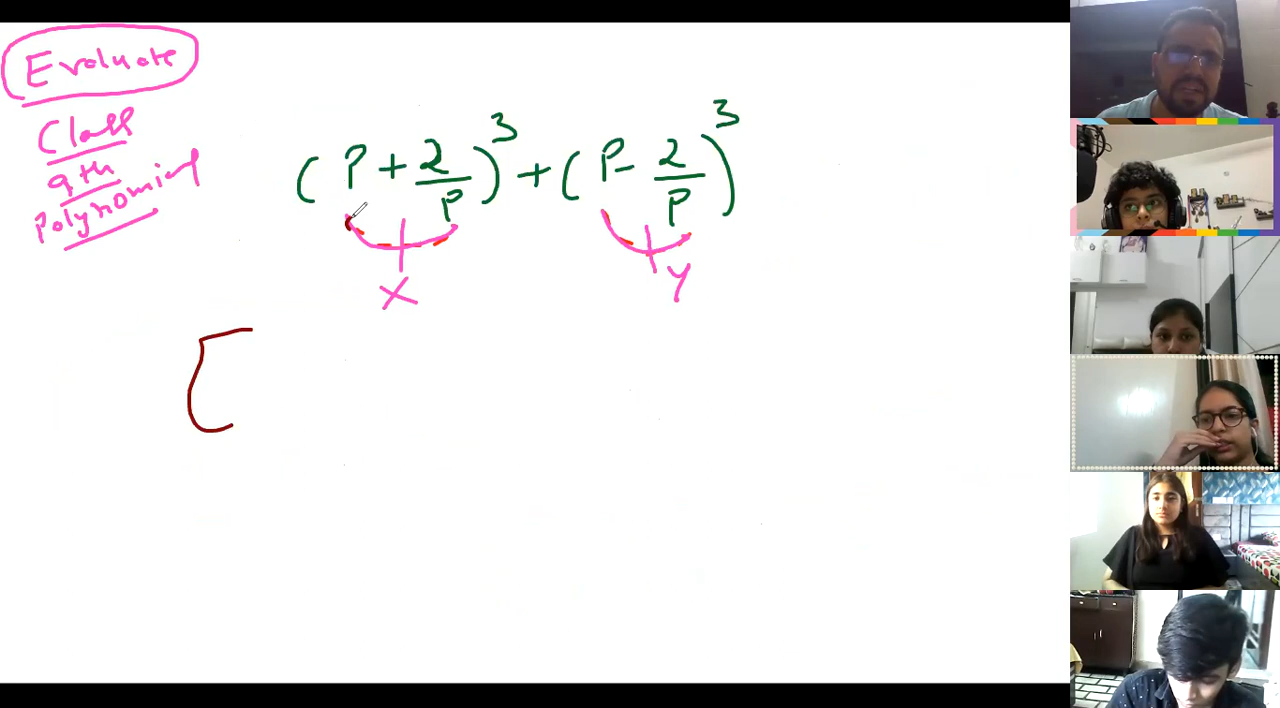 Evaluate
Class
9th
Polynomial
(P + 2/P)³ + (P - 2/P)³
X
Y